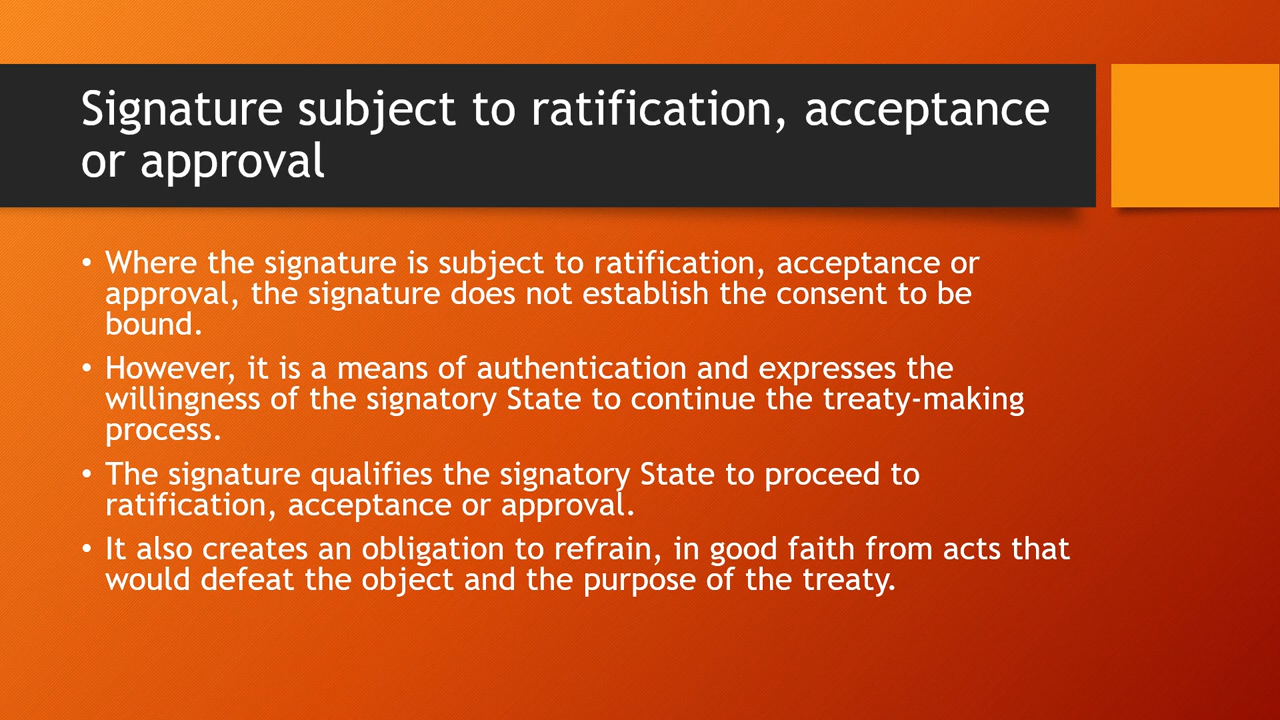 Signature subject to ratification, acceptance
or approval
• Where the signature is subject to ratification, acceptance or
approval, the signature does not establish the consent to be
bound.
• However, it is a means of authentication and expresses the
willingness of the signatory State to continue the treaty-making
process.
• The signature qualifies the signatory State to proceed to
ratification, acceptance or approval.
• It also creates an obligation to refrain, in good faith from acts that
would defeat the object and the purpose of the treaty.